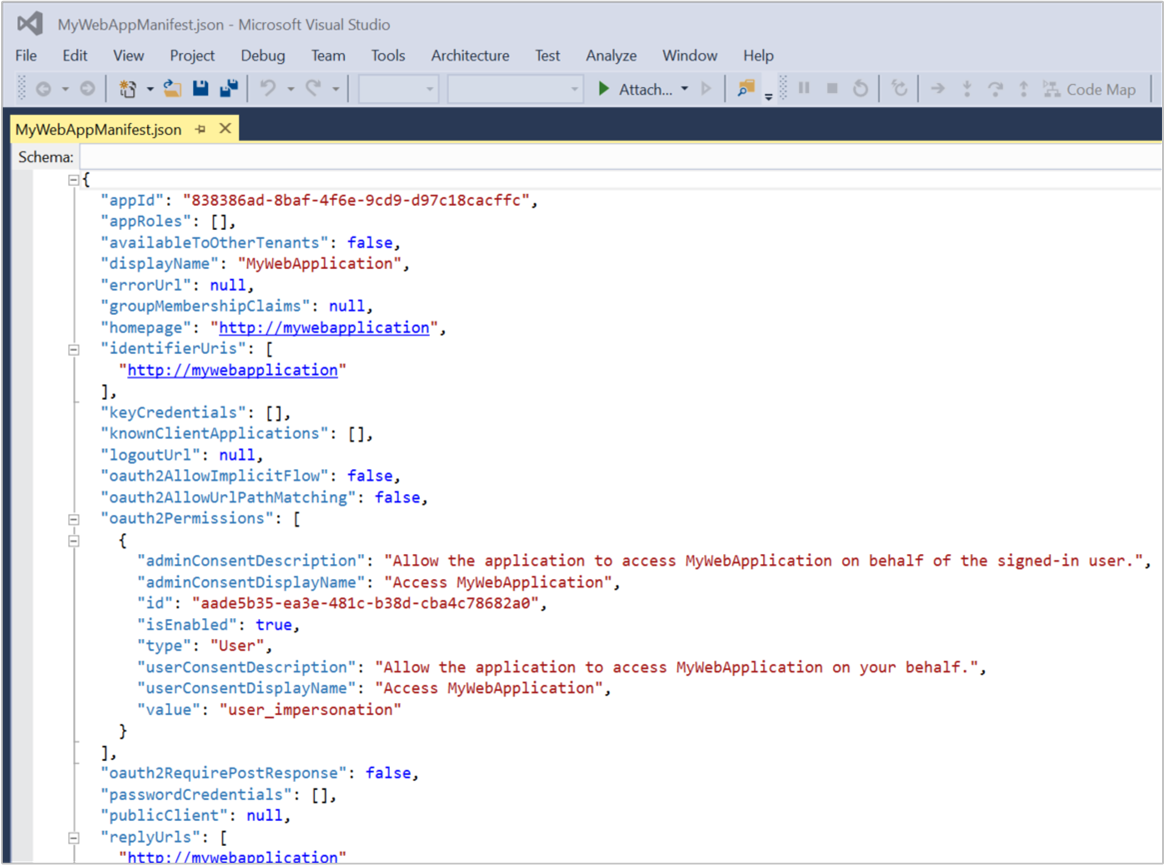 MyWebAppManifest.json - Microsoft Visual Studio
File Edit View Project Debug Team Tools Architecture Test Analyze Window Help
Attach... Code Map
MyWebAppManifest.json
Schema:
{
"appId": "838386ad-8baf-4f6e-9cd9-d97c18cacffc",
"appRoles": [],
"availableToOtherTenants": false,
"displayName": "MyWebApplication",
"errorUrl": null,
"groupMembershipClaims": null,
"homepage": "http://mywebapplication",
"identifierUris": [
"http://mywebapplication"
],
"keyCredentials": [],
"knownClientApplications": [],
"logoutUrl": null,
"oauth2AllowImplicitFlow": false,
"oauth2AllowUrlPathMatching": false,
"oauth2Permissions": [
{
"adminConsentDescription": "Allow the application to access MyWebApplication on behalf of the signed-in user.",
"adminConsentDisplayName": "Access MyWebApplication",
"id": "aade5b35-ea3e-481c-b38d-cba4c78682a0",
"isEnabled": true,
"type": "User",
"userConsentDescription": "Allow the application to access MyWebApplication on your behalf.",
"userConsentDisplayName": "Access MyWebApplication",
"value": "user_impersonation"
}
],
"oauth2RequirePostResponse": false,
"passwordCredentials": [],
"publicClient": null,
"replyUrls": [
"http://mywebapplication"